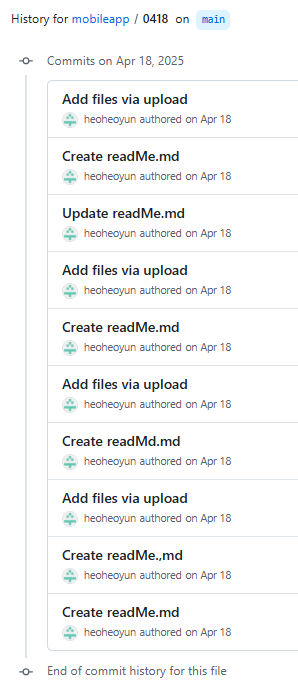 History for mobileapp / 0418 on main
Commits on Apr 18, 2025
Add files via upload
heoheoyun authored on Apr 18
Create readMe.md
heoheoyun authored on Apr 18
Update readMe.md
heoheoyun authored on Apr 18
Add files via upload
heoheoyun authored on Apr 18
Create readMe.md
heoheoyun authored on Apr 18
Add files via upload
heoheoyun authored on Apr 18
Create readMd.md
heoheoyun authored on Apr 18
Add files via upload
heoheoyun authored on Apr 18
Create readMe.,md
heoheoyun authored on Apr 18
Create readMe.md
heoheoyun authored on Apr 18
End of commit history for this file